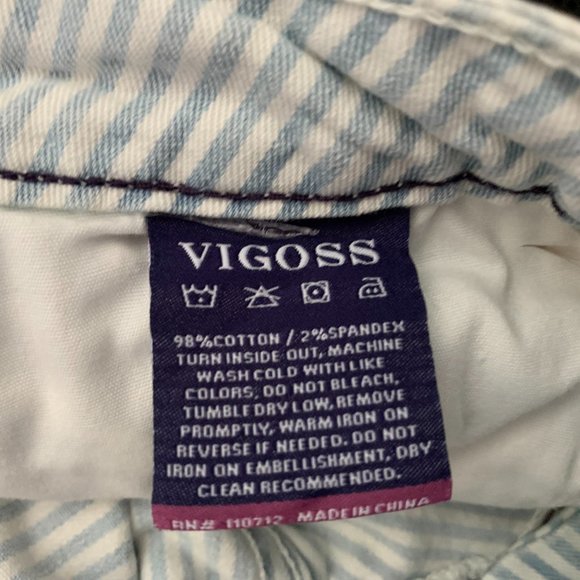 VIGOSS
98%COTTON / 2%SPANDEX
TURN INSIDE OUT, MACHINE
WASH COLD WITH LIKE
COLORS, DO NOT BLEACH,
TUMBLE DRY LOW, REMOVE
PROMPTLY, WARM IRON ON
REVERSE IF NEEDED. DO NOT
IRON ON EMBELLISHMENT, DRY
CLEAN RECOMMENDED.
RN# 110712 MADE IN CHINA